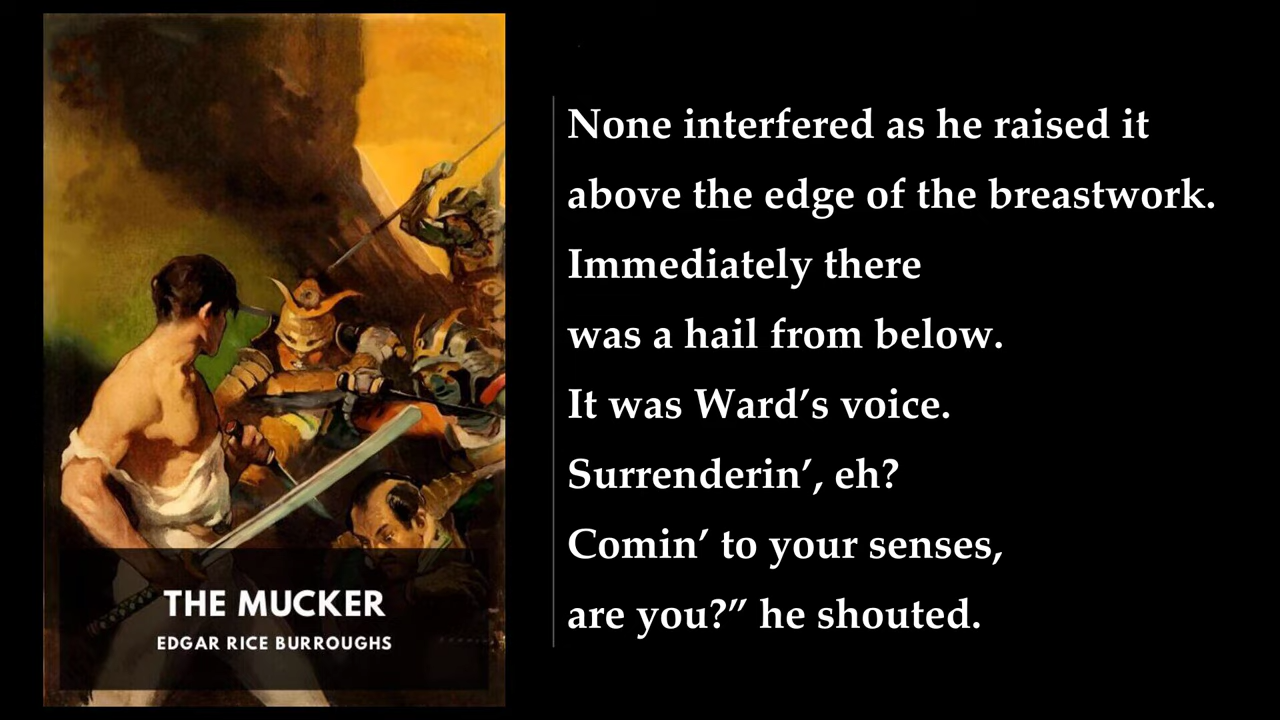 THE MUCKER
EDGAR RICE BURROUGHS
None interfered as he raised it
above the edge of the breastwork.
Immediately there
was a hail from below.
It was Ward’s voice.
Surrenderin’, eh?
Comin’ to your senses,
are you?” he shouted.